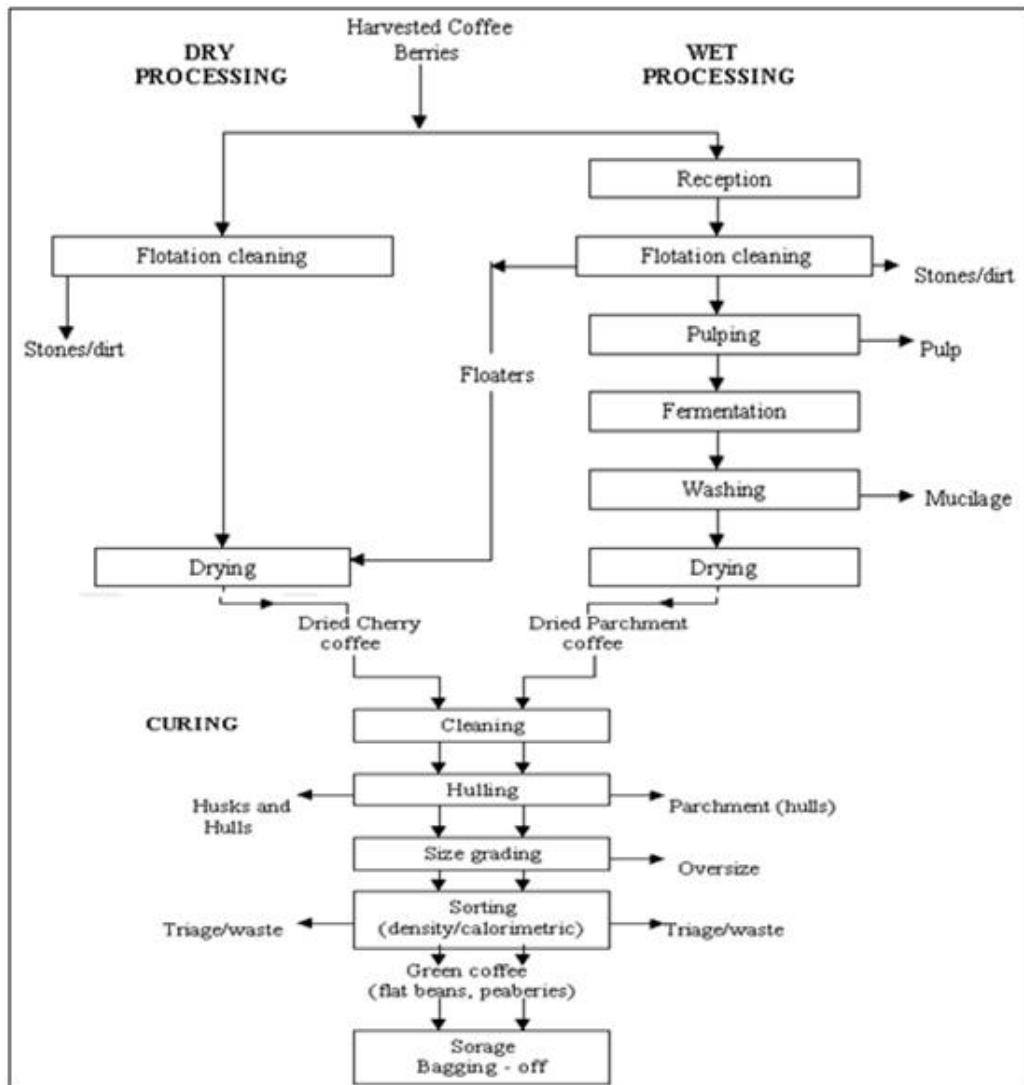 Harvested Coffee
Berries
DRY
PROCESSING
WET
PROCESSING
Reception
Flotation cleaning
Flotation cleaning
Stones/dirt
Stones/dirt
Pulping
Pulp
Floaters
Fermentation
Washing
Mucilage
Drying
Drying
Dried Cherry
coffee
Dried Parchment
coffee
CURING
Cleaning
Hulling
Husks and
Hulls
Parchment (hulls)
Size grading
Oversize
Sorting
(density/calorimetric)
Triage/waste
Triage/waste
Green coffee
(flat beans, peaberies)
Sorage
Bagging - off